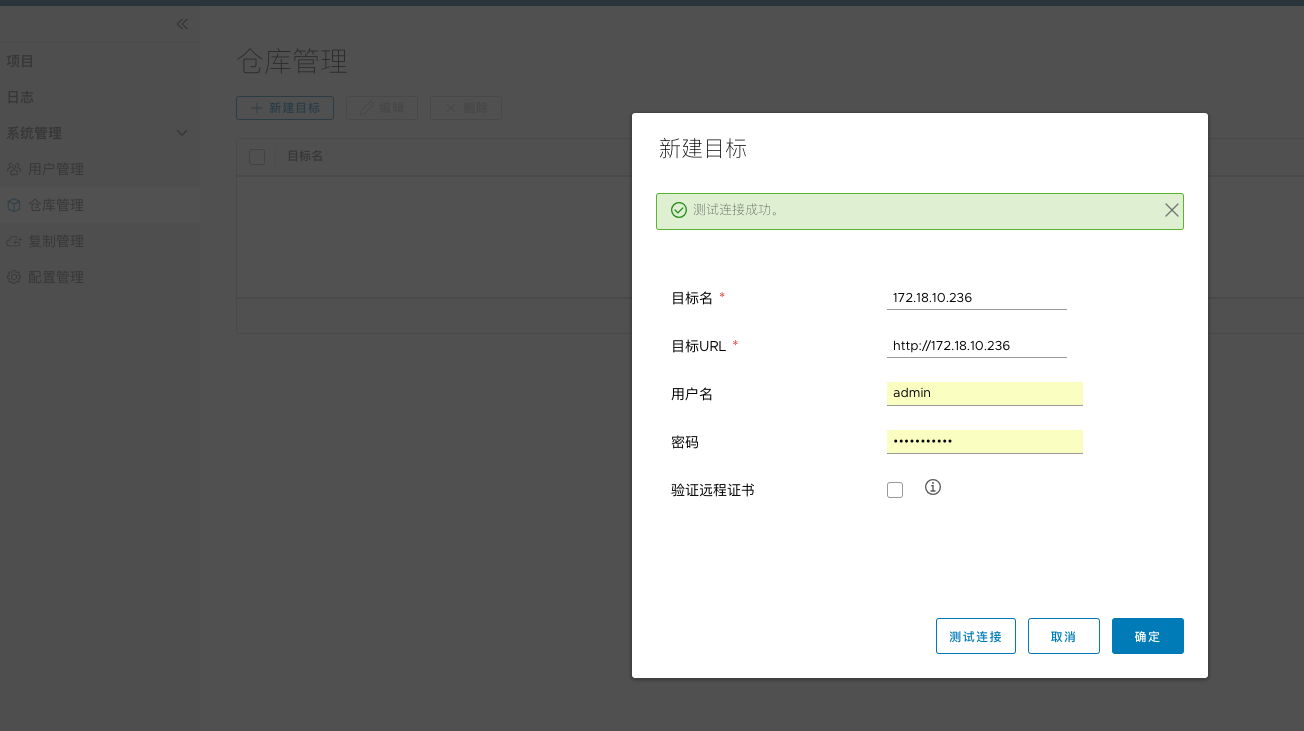 项目
日志
系统管理
用户管理
仓库管理
复制管理
配置管理
仓库管理
新建目标
编辑
删除
目标名
新建目标
测试连接成功。
目标名 *
172.18.10.236
目标URL *
http://172.18.10.236
用户名
admin
密码
•••••••••••
验证远程证书
测试连接
取消
确定